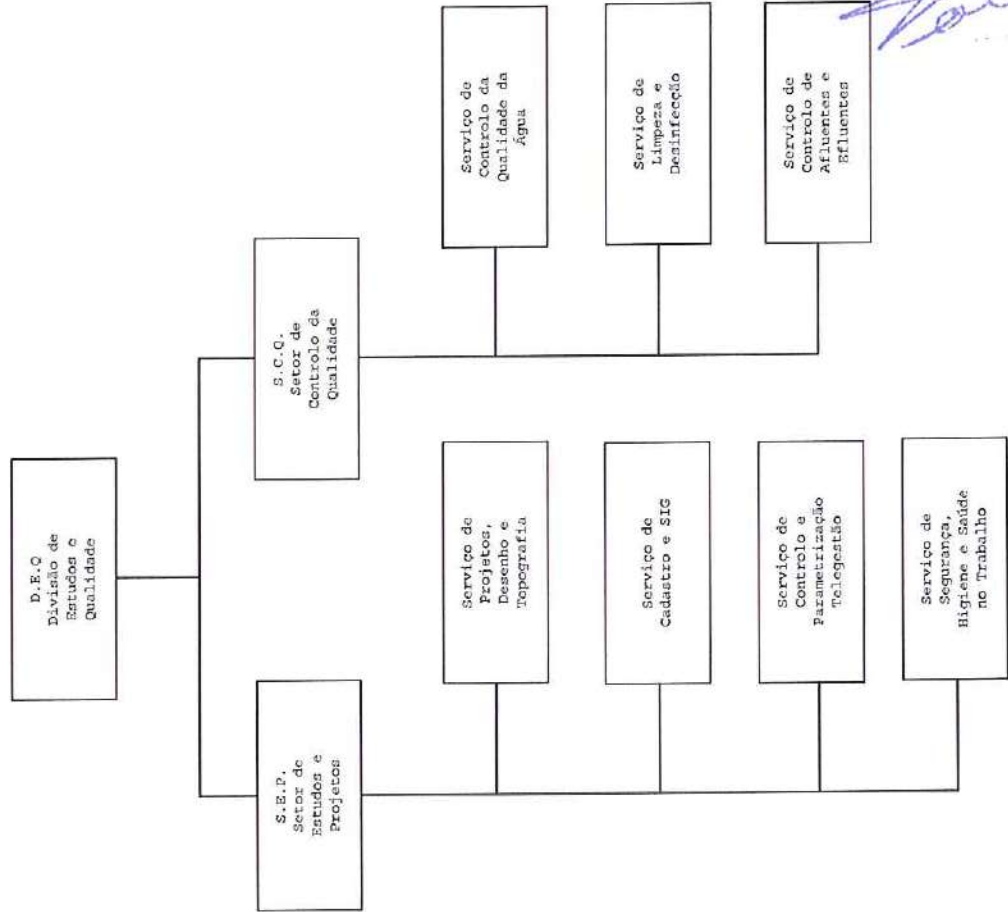 D.E.Q
Divisão de
Estudos e
Qualidade
S.E.P.
Setor de
Estudos e
Projetos
S.C.Q.
Setor de
Controlo da
Qualidade
Serviço de
Projetos,
Desenho e
Topografia
Serviço de
Cadastro e SIG
Serviço de
Controlo e
Parametrização
Telegestão
Serviço de
Segurança,
Higiene e Saúde
no Trabalho
Serviço de
Controlo da
Qualidade da
Água
Serviço de
Limpeza e
Desinfecção
Serviço de
Controlo de
Afluentes e
Efluentes